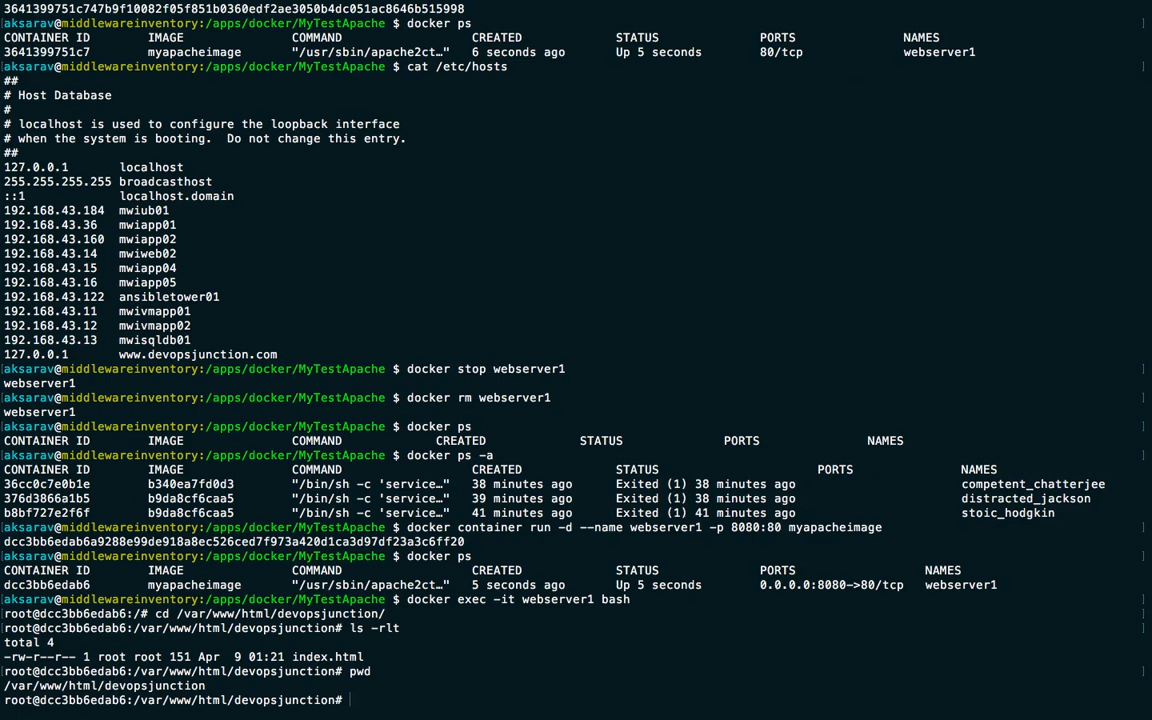 3641399751c747b9f10082f05f851b0360edf2ae3050b4dc051ac8646b515998
aksarav@middlewareinventory:/apps/docker/MyTestApache $ docker ps
CONTAINER ID        IMAGE               COMMAND                  CREATED             STATUS              PORTS               NAMES
3641399751c7        myapacheimage       "/usr/sbin/apache2ct…"   6 seconds ago       Up 5 seconds        80/tcp              webserver1
aksarav@middlewareinventory:/apps/docker/MyTestApache $ cat /etc/hosts
##
# Host Database
#
# localhost is used to configure the loopback interface
# when the system is booting.  Do not change this entry.
##
127.0.0.1       localhost
255.255.255.255 broadcasthost
::1             localhost.domain
192.168.43.184  mwiub01
192.168.43.36   mwiapp01
192.168.43.160  mwiapp02
192.168.43.14   mwiweb02
192.168.43.15   mwiapp04
192.168.43.16   mwiapp05
192.168.43.122  ansibletower01
192.168.43.11   mwivmapp01
192.168.43.12   mwivmapp02
192.168.43.13   mwisqldb01
127.0.0.1       www.devopsjunction.com
aksarav@middlewareinventory:/apps/docker/MyTestApache $ docker stop webserver1
webserver1
aksarav@middlewareinventory:/apps/docker/MyTestApache $ docker rm webserver1
webserver1
aksarav@middlewareinventory:/apps/docker/MyTestApache $ docker ps
CONTAINER ID        IMAGE               COMMAND             CREATED             STATUS              PORTS               NAMES
aksarav@middlewareinventory:/apps/docker/MyTestApache $ docker ps -a
CONTAINER ID        IMAGE               COMMAND                  CREATED             STATUS                      PORTS               NAMES
36cc0c7e0b1e        b340ea7fd0d3        "/bin/sh -c 'service…"   38 minutes ago      Exited (1) 38 minutes ago                       competent_chatterjee
376d3866a1b5        b9da8cf6caa5        "/bin/sh -c 'service…"   39 minutes ago      Exited (1) 39 minutes ago                       distracted_jackson
b8bf727e2f6f        b9da8cf6caa5        "/bin/sh -c 'service…"   41 minutes ago      Exited (1) 41 minutes ago                       stoic_hodgkin
aksarav@middlewareinventory:/apps/docker/MyTestApache $ docker container run -d --name webserver1 -p 8080:80 myapacheimage
dcc3bb6edab6a9288e99de918a8ec526ced7f973a420d1ca3d97df23a3c6ff20
aksarav@middlewareinventory:/apps/docker/MyTestApache $ docker ps
CONTAINER ID        IMAGE               COMMAND                  CREATED             STATUS              PORTS                  NAMES
dcc3bb6edab6        myapacheimage       "/usr/sbin/apache2ct…"   5 seconds ago       Up 5 seconds        0.0.0.0:8080->80/tcp   webserver1
aksarav@middlewareinventory:/apps/docker/MyTestApache $ docker exec -it webserver1 bash
root@dcc3bb6edab6:/# cd /var/www/html/devopsjunction/
root@dcc3bb6edab6:/var/www/html/devopsjunction# ls -rlt
total 4
-rw-r--r-- 1 root root 151 Apr  9 01:21 index.html
root@dcc3bb6edab6:/var/www/html/devopsjunction# pwd
/var/www/html/devopsjunction
root@dcc3bb6edab6:/var/www/html/devopsjunction#